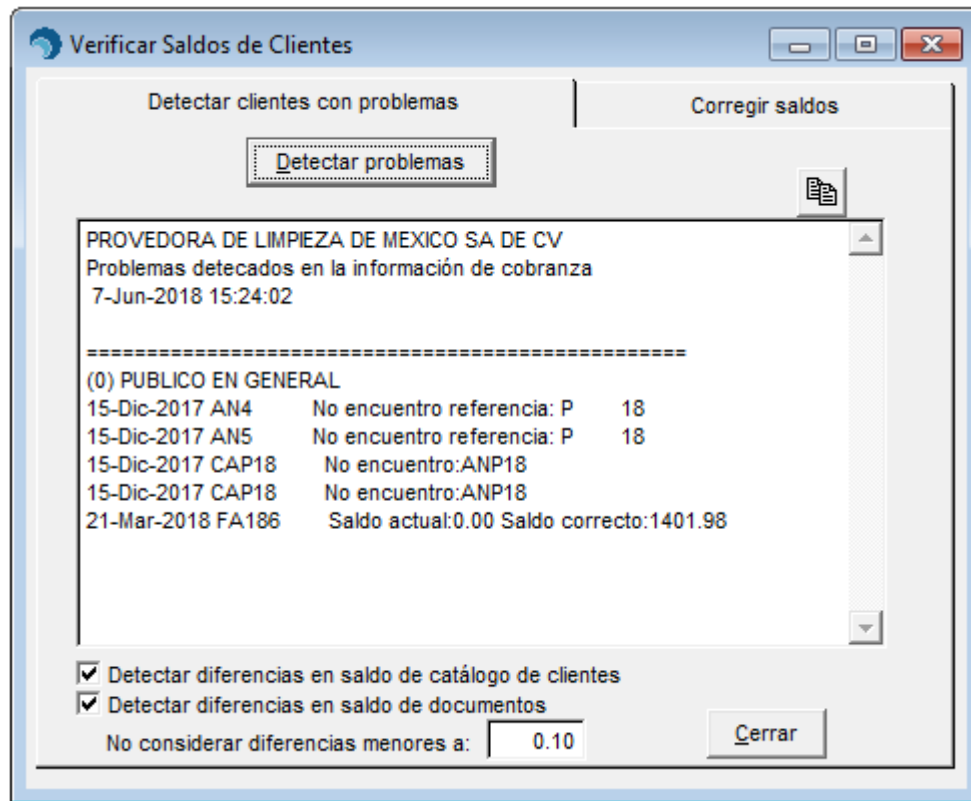 Verificar Saldos de Clientes
Detectar clientes con problemas
Corregir saldos
Detectar problemas
PROVEDORA DE LIMPIEZA DE MEXICO SA DE CV
Problemas detecados en la información de cobranza
7-Jun-2018 15:24:02
==================================================
(0) PUBLICO EN GENERAL
15-Dic-2017 AN4 No encuentro referencia: P 18
15-Dic-2017 AN5 No encuentro referencia: P 18
15-Dic-2017 CAP18 No encuentro:ANP18
15-Dic-2017 CAP18 No encuentro:ANP18
21-Mar-2018 FA186 Saldo actual:0.00 Saldo correcto:1401.98
Detectar diferencias en saldo de catálogo de clientes
Detectar diferencias en saldo de documentos
No considerar diferencias menores a: 0.10
Cerrar